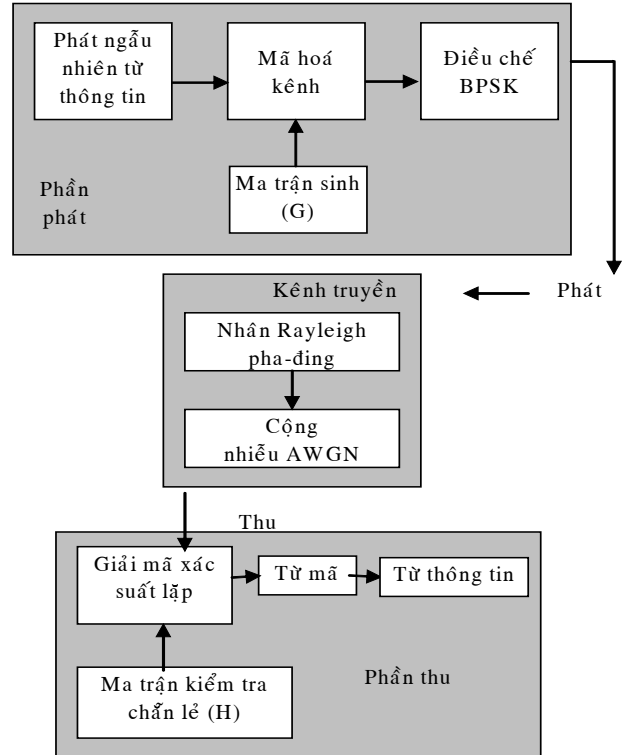 Phát ngẫu
nhiên từ
thông tin
Mã hoá
kênh
Điều chế
BPSK
Ma trận sinh
(G)
Phần
phát
Phát
Kênh truyền
Nhân Rayleigh
pha-đing
Cộng
nhiễu AWGN
Thu
Giải mã xác
suất lặp
Từ mã
Từ thông tin
Ma trận kiểm tra
chẵn lẻ (H)
Phần thu